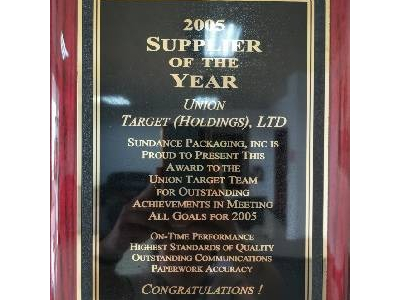 2005
SUPPLIER
OF THE
YEAR
UNION
TARGET (HOLDINGS), LTD
SUNDANCE PACKAGING, INC IS
PROUD TO PRESENT THIS
AWARD TO THE
UNION TARGET TEAM
FOR OUTSTANDING
ACHIEVEMENTS IN MEETING
ALL GOALS FOR 2005
ON-TIME PERFORMANCE
HIGHEST STANDARDS OF QUALITY
OUTSTANDING COMMUNICATIONS
PAPERWORK ACCURACY
CONGRATULATIONS !